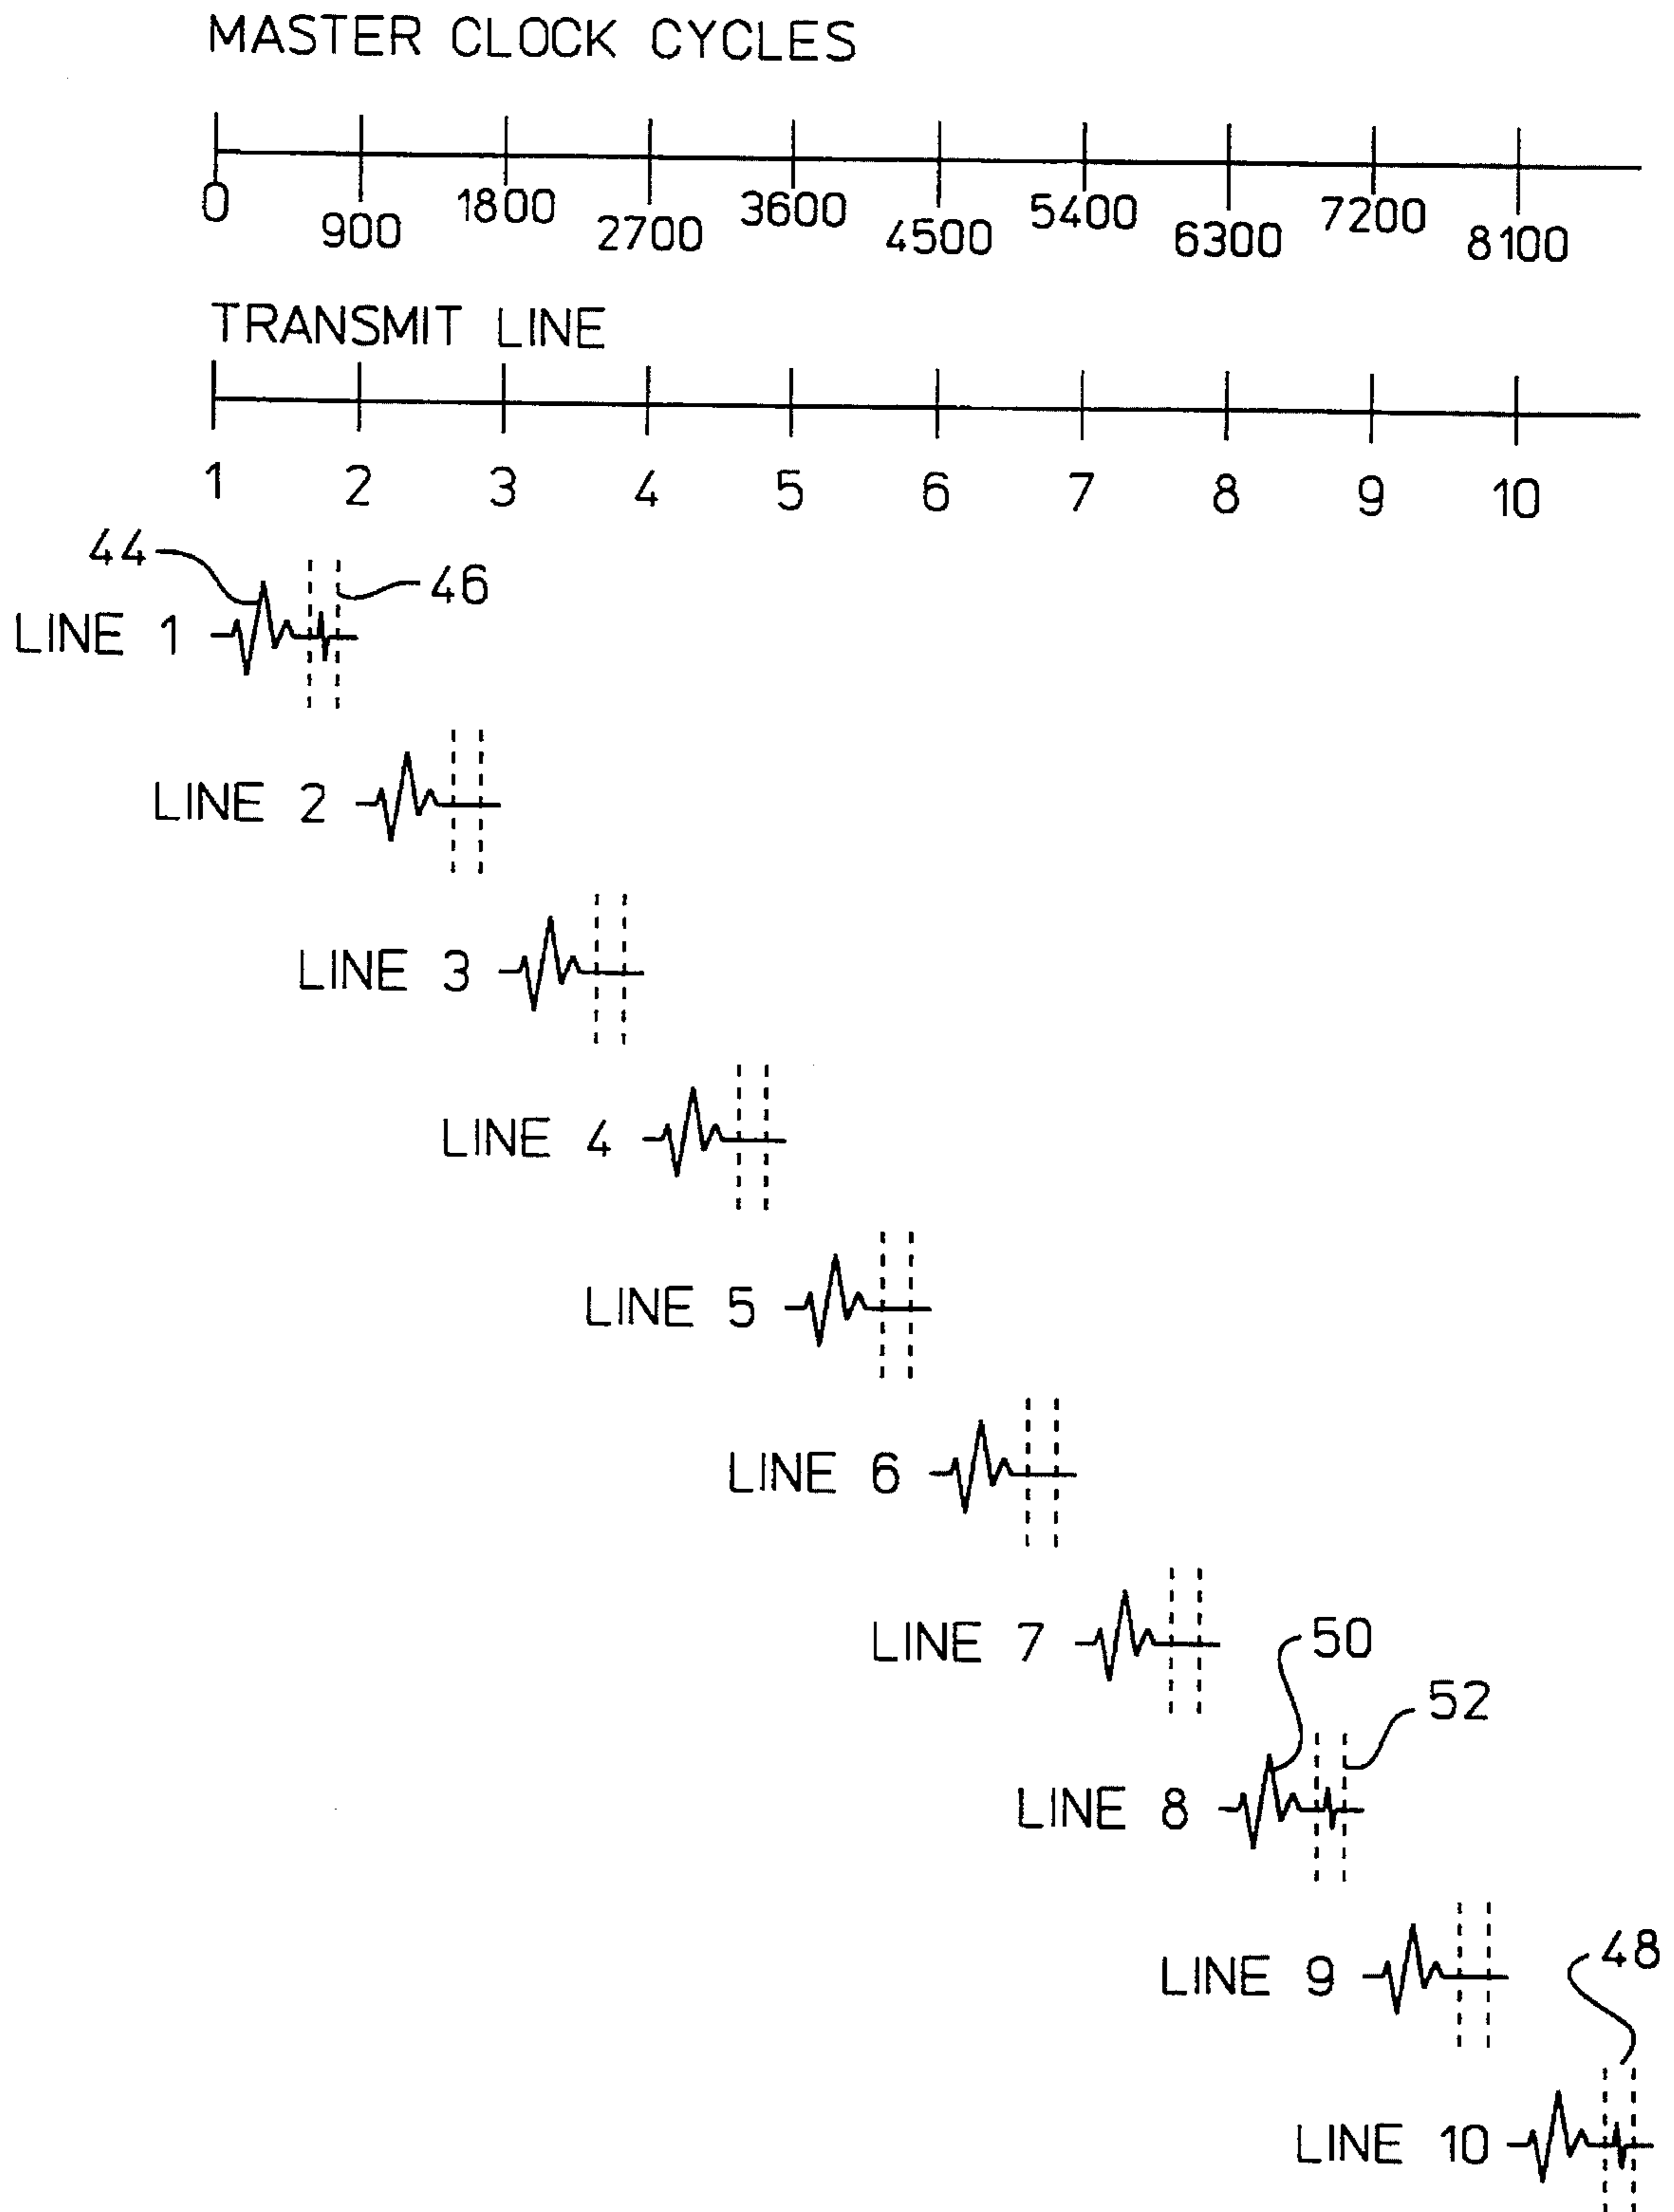 MASTER CLOCK CYCLES
0 900 1800 2700 3600 4500 5400 6300 7200 8100
TRANSMIT LINE
1 2 3 4 5 6 7 8 9 10
44
46
LINE 1
LINE 2
LINE 3
LINE 4
LINE 5
LINE 6
LINE 7
50
52
LINE 8
LINE 9
48
LINE 10